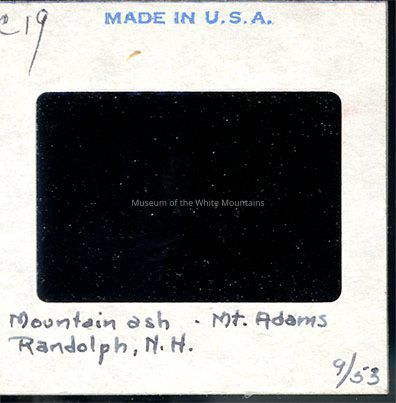 C19
MADE IN U.S.A.
Museum of the White Mountains
Mountain ash . Mt. Adams
Randolph, N.H.
9/53